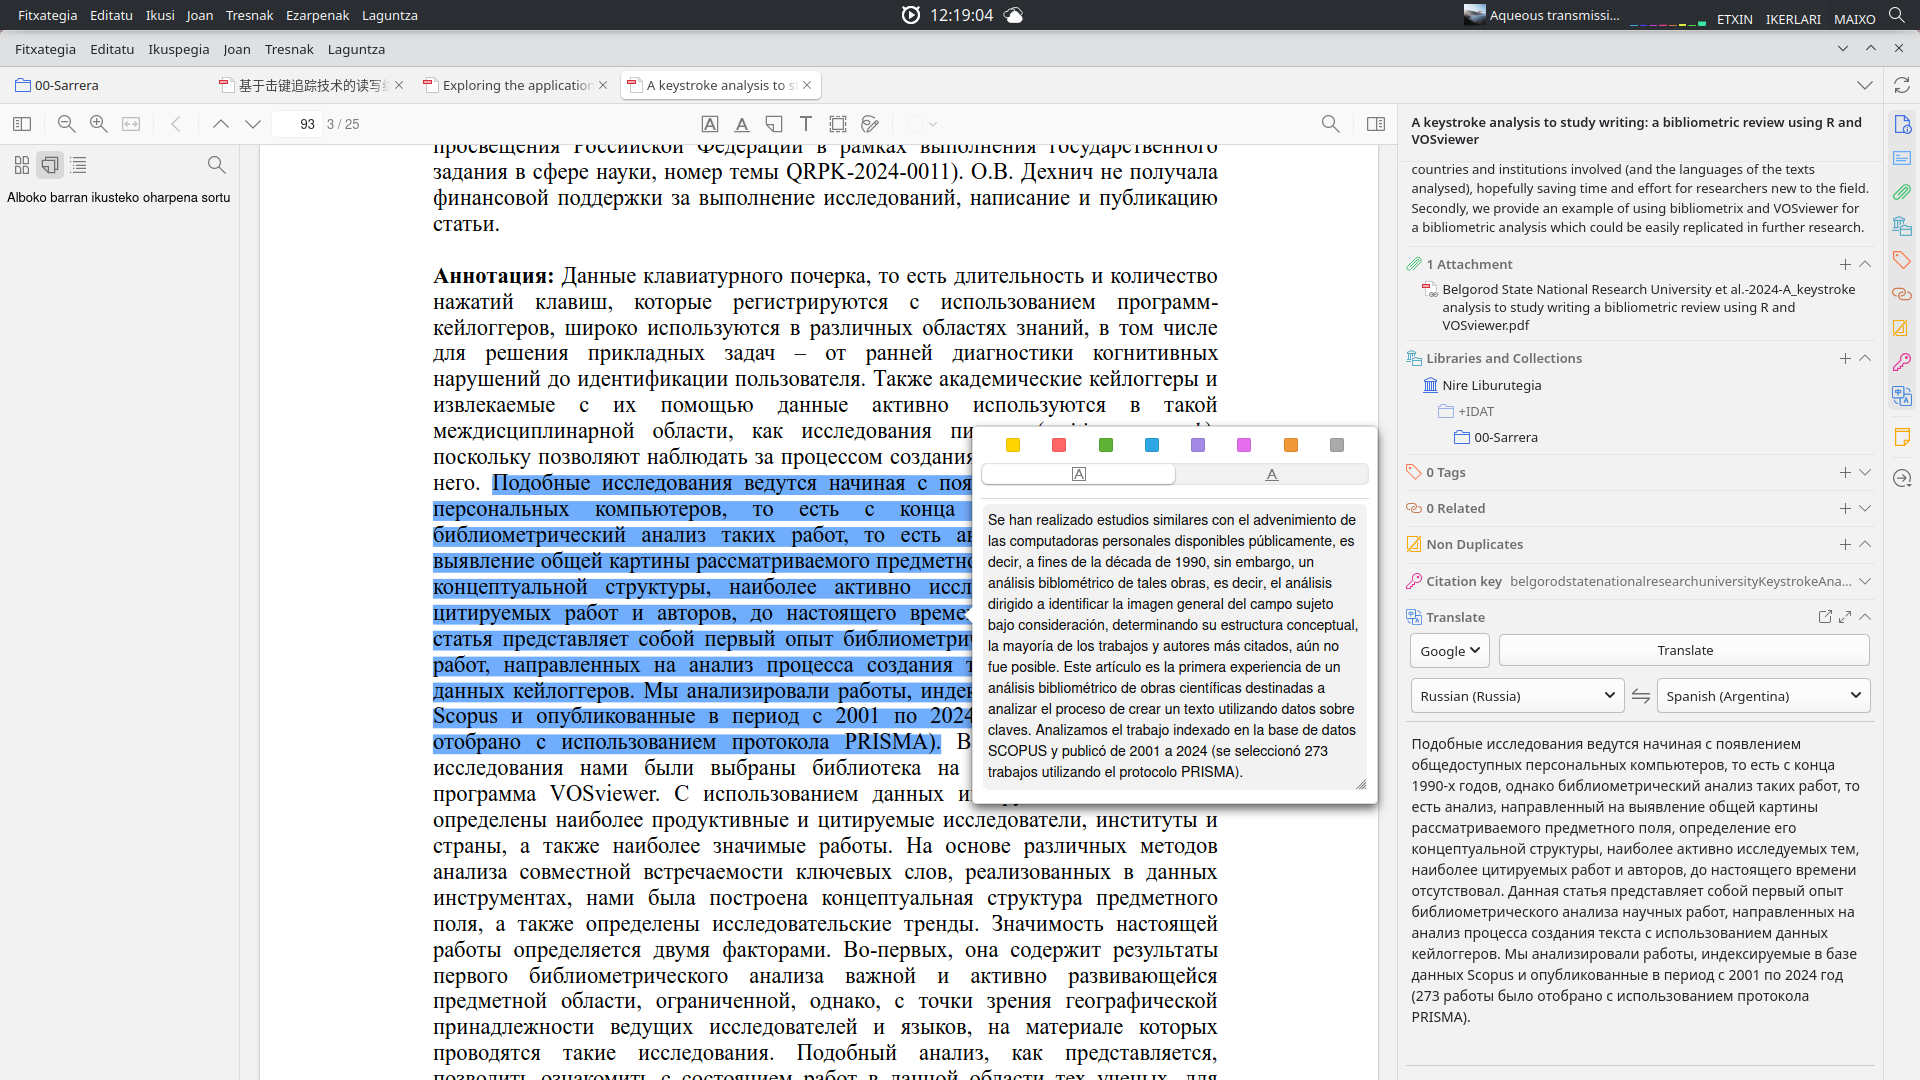 Fitxategia Editatu Ikusi Joan Tresnak Ezarpenak Laguntza
12:19:04
Aqueous transmissi...
ETXIN IKERLARI MAIXO
Fitxategia Editatu Ikuspegia Joan Tresnak Laguntza
00-Sarrera
基于击键追踪技术的读写
Exploring the application
A keystroke analysis to s
93 3 / 25
Alboko barran ikusteko oharpena sortu
просвещения Российской Федерации в рамках выполнения государственного
задания в сфере науки, номер темы QRPK-2024-0011). О.В. Дехнич не получала
финансовой поддержки за выполнение исследований, написание и публикацию
статьи.
Аннотация: Данные клавиатурного почерка, то есть длительность и количество
нажатий клавиш, которые регистрируются с использованием программ-
кейлоггеров, широко используются в различных областях знаний, в том числе
для решения прикладных задач – от ранней диагностики когнитивных
нарушений до идентификации пользователя. Также академические кейлоггеры и
извлекаемые с их помощью данные активно используются в такой
междисциплинарной области, как исследования пи
поскольку позволяют наблюдать за процессом создания
него. Подобные исследования ведутся начиная с поя
персональных компьютеров, то есть с конца
библиометрический анализ таких работ, то есть ан
выявление общей картины рассматриваемого предметно
концептуальной структуры, наиболее активно иссл
цитируемых работ и авторов, до настоящего време
статья представляет собой первый опыт библиометрич
работ, направленных на анализ процесса создания т
данных кейлоггеров. Мы анализировали работы, индек
Scopus и опубликованные в период с 2001 по 2024
отобрано с использованием протокола PRISMA). В
исследования нами были выбраны библиотека на
программа VOSviewer. С использованием данных и
определены наиболее продуктивные и цитируемые исследователи, институты и
страны, а также наиболее значимые работы. На основе различных методов
анализа совместной встречаемости ключевых слов, реализованных в данных
инструментах, нами была построена концептуальная структура предметного
поля, а также определены исследовательские тренды. Значимость настоящей
работы определяется двумя факторами. Во-первых, она содержит результаты
первого библиометрического анализа важной и активно развивающейся
предметной области, ограниченной, однако, с точки зрения географической
принадлежности ведущих исследователей и языков, на материале которых
проводятся такие исследования. Подобный анализ, как представляется,
позволить ознакомить с состоянием работ в данной области тех ученых, для
Se han realizado estudios similares con el advenimiento de
las computadoras personales disponibles públicamente, es
decir, a fines de la década de 1990, sin embargo, un
análisis biblométrico de tales obras, es decir, el análisis
dirigido a identificar la imagen general del campo sujeto
bajo consideración, determinando su estructura conceptual,
la mayoría de los trabajos y autores más citados, aún no
fue posible. Este artículo es la primera experiencia de un
análisis bibliométrico de obras científicas destinadas a
analizar el proceso de crear un texto utilizando datos sobre
claves. Analizamos el trabajo indexado en la base de datos
SCOPUS y publicó de 2001 a 2024 (se seleccionó 273
trabajos utilizando el protocolo PRISMA).
A keystroke analysis to study writing: a bibliometric review using R and
VOSviewer
countries and institutions involved (and the languages of the texts
analysed), hopefully saving time and effort for researchers new to the field.
Secondly, we provide an example of using bibliometrix and VOSviewer for
a bibliometric analysis which could be easily replicated in further research.
1 Attachment
Belgorod State National Research University et al.-2024-A_keystroke
analysis to study writing a bibliometric review using R and
VOSviewer.pdf
Libraries and Collections
Nire Liburutegia
+IDAT
00-Sarrera
0 Tags
0 Related
Non Duplicates
Citation key belgorodstatenationalresearchuniversityKeystrokeAna...
Translate
Google Translate
Russian (Russia) Spanish (Argentina)
Подобные исследования ведутся начиная с появлением
общедоступных персональных компьютеров, то есть с конца
1990-х годов, однако библиометрический анализ таких работ, то
есть анализ, направленный на выявление общей картины
рассматриваемого предметного поля, определение его
концептуальной структуры, наиболее активно исследуемых тем,
наиболее цитируемых работ и авторов, до настоящего времени
отсутствовал. Данная статья представляет собой первый опыт
библиометрического анализа научных работ, направленных на
анализ процесса создания текста с использованием данных
кейлоггеров. Мы анализировали работы, индексируемые в базе
данных Scopus и опубликованные в период с 2001 по 2024 год
(273 работы было отобрано с использованием протокола
PRISMA).